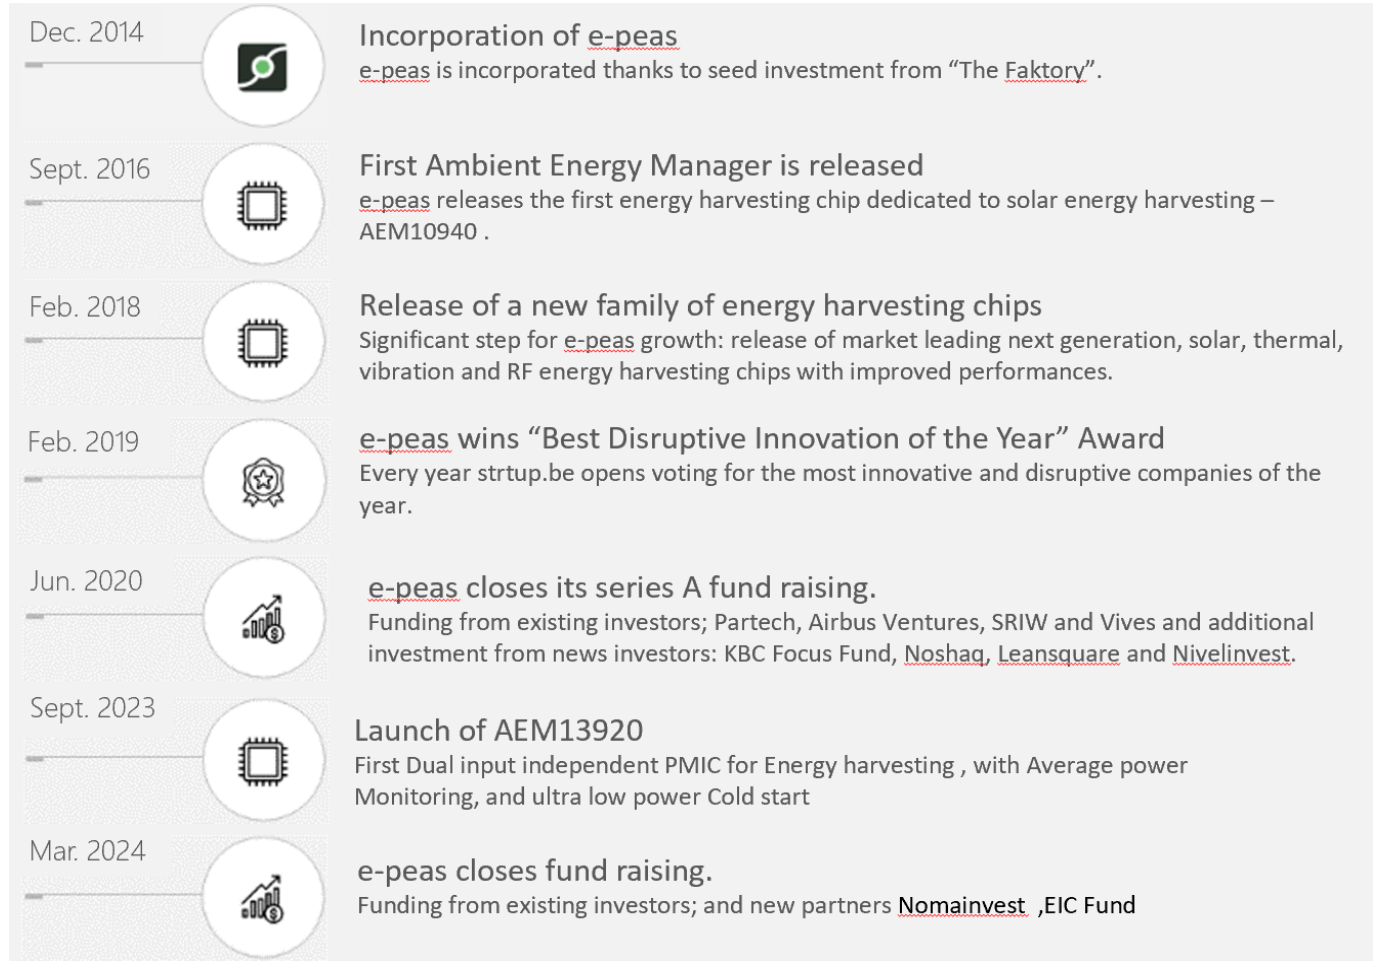 Dec. 2014
Incorporation of e-peas
e-peas is incorporated thanks to seed investment from “The Faktory”.
Sept. 2016
First Ambient Energy Manager is released
e-peas releases the first energy harvesting chip dedicated to solar energy harvesting –
AEM10940 .
Feb. 2018
Release of a new family of energy harvesting chips
Significant step for e-peas growth: release of market leading next generation, solar, thermal,
vibration and RF energy harvesting chips with improved performances.
Feb. 2019
e-peas wins “Best Disruptive Innovation of the Year” Award
Every year strtup.be opens voting for the most innovative and disruptive companies of the
year.
Jun. 2020
e-peas closes its series A fund raising.
Funding from existing investors; Partech, Airbus Ventures, SRIW and Vives and additional
investment from news investors: KBC Focus Fund, Noshaq, Leansquare and Nivelinvest.
Sept. 2023
Launch of AEM13920
First Dual input independent PMIC for Energy harvesting , with Average power
Monitoring, and ultra low power Cold start
Mar. 2024
e-peas closes fund raising.
Funding from existing investors; and new partners Nomainvest ,EIC Fund